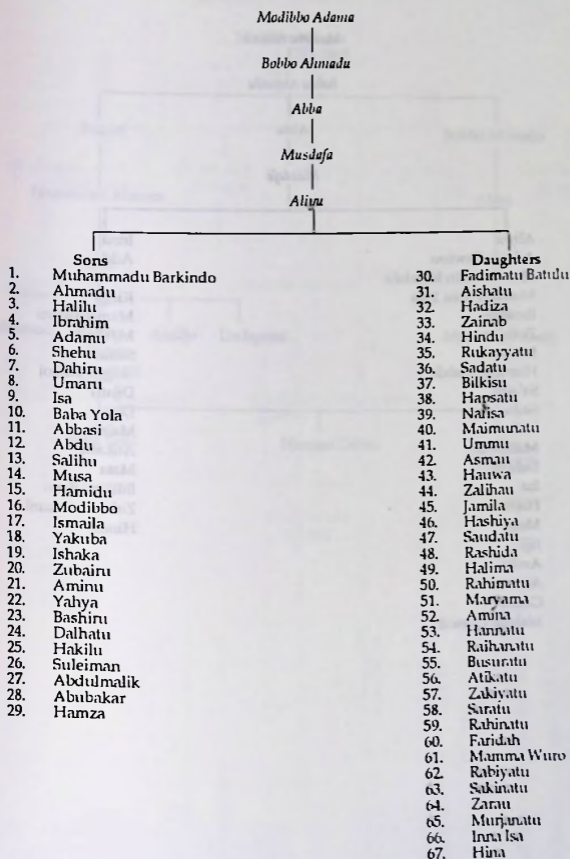 Modibbo Adama
Bobbo Ahmadu
Abba
Musdafa
Aliyu
Sons
1. Muhammadu Barkindo
2. Ahmadu
3. Halilu
4. Ibrahim
5. Adamu
6. Shehu
7. Dahiru
8. Umaru
9. Isa
10. Baba Yola
11. Abbasi
12. Abdu
13. Salihu
14. Musa
15. Hamidu
16. Modibbo
17. Ismaila
18. Yakuba
19. Ishaka
20. Zubairu
21. Aminu
22. Yahya
23. Bashiru
24. Dalhatu
25. Hakilu
26. Suleiman
27. Abdulmalik
28. Abubakar
29. Hamza
Daughters
30. Fadimatu Batulu
31. Aishatu
32. Hadiza
33. Zainab
34. Hindu
35. Rukayyatu
36. Sadatu
37. Bilkisu
38. Hapsatu
39. Nafisa
40. Maimunatu
41. Ummu
42. Asmau
43. Hauwa
44. Zalihau
45. Jamila
46. Hashiya
47. Saudatu
48. Rashida
49. Halima
50. Rahimatu
51. Maryama
52. Amina
53. Hannatu
54. Raihanatu
55. Busuratu
56. Atikatu
57. Zakiyatu
58. Saratu
59. Rahinatu
60. Faridah
61. Mamma Wuro
62. Rabiyatu
63. Sakinatu
64. Zarau
65. Murjanatu
66. Inna Isa
67. Hina